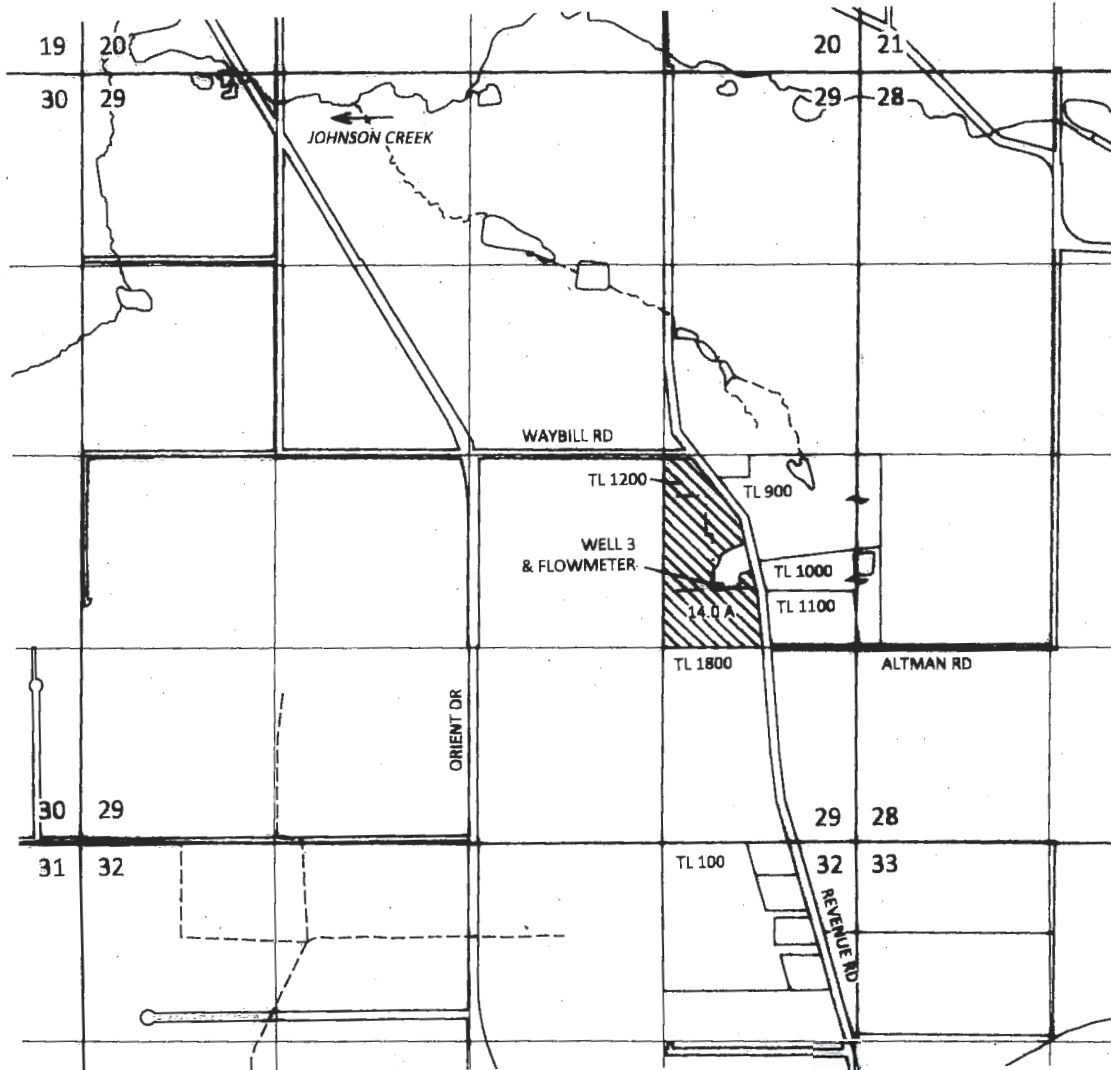 19 20
20 21
30 29
29 28
JOHNSON CREEK
WAYBILL RD
TL 1200
TL 900
WELL 3
& FLOWMETER
TL 1000
14.0 A
TL 1100
TL 1800
ALTMAN RD
ORIENT DR
30 29
29 28
31 32
32 33
TL 100
REVENUE RD